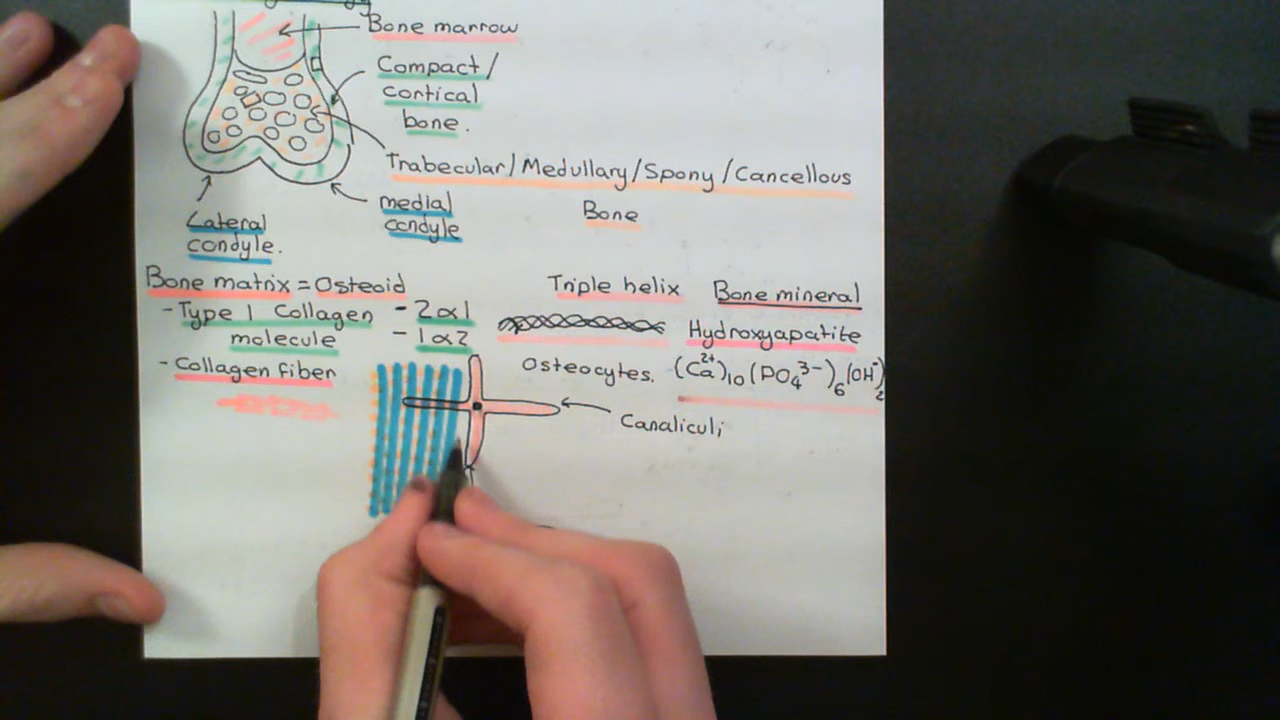 Bone marrow
Compact/
cortical
bone.
Trabecular/Medullary/Spony/Cancellous
Bone
medial
condyle
Lateral
condyle.
Bone matrix = Osteoid
- Type 1 Collagen
molecule
- 2α1
- 1α2
- Collagen fiber
Triple helix
Osteocytes.
Canaliculi
Bone mineral
Hydroxyapatite
(Ca²⁺)₁₀(PO₄³⁻)₆(OH⁻)₂